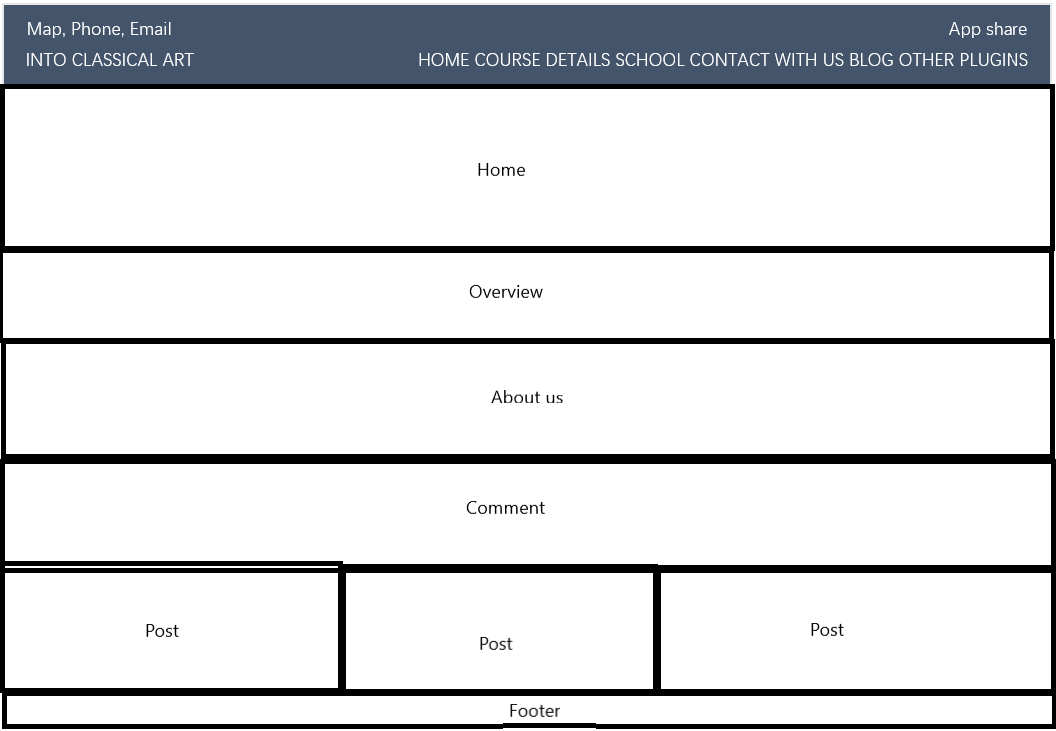 Map, Phone, Email App share
INTO CLASSICAL ART HOME COURSE DETAILS SCHOOL CONTACT WITH US BLOG OTHER PLUGINS
Home
Overview
About us
Comment
Post Post Post
Footer